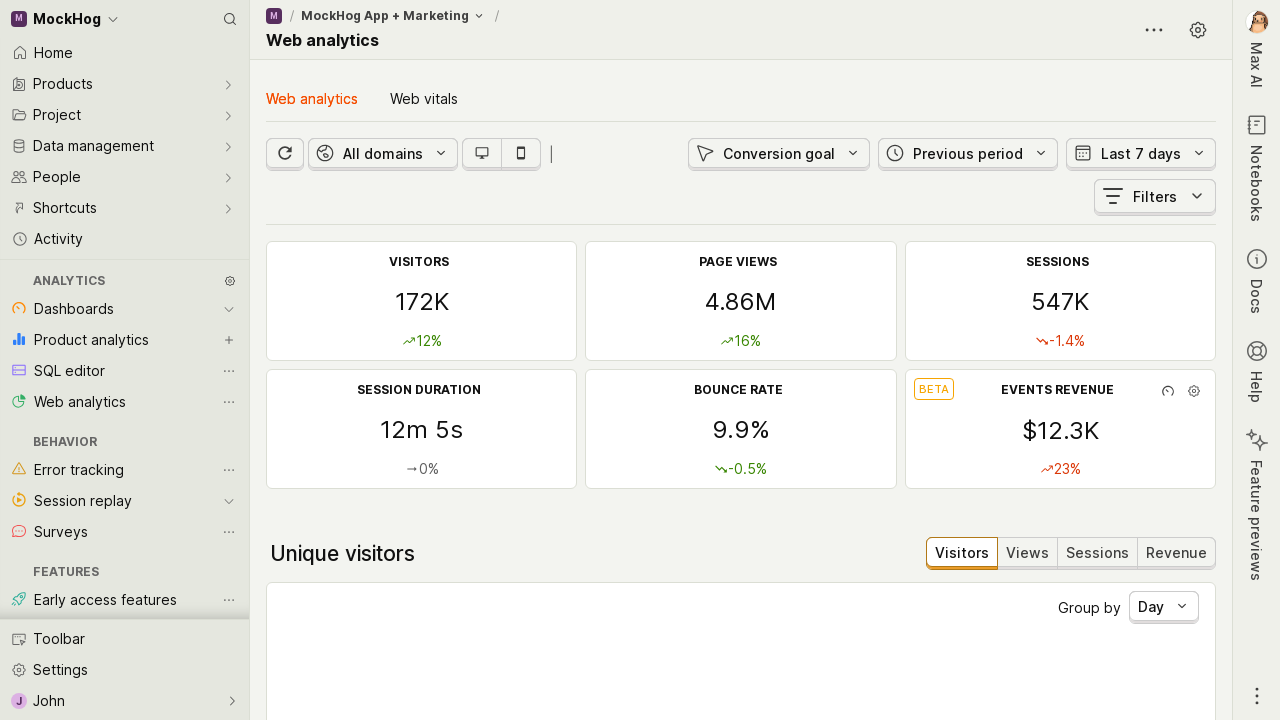 M MockHog
Home
Products
Project
Data management
People
Shortcuts
Activity
ANALYTICS
Dashboards
Product analytics
SQL editor
Web analytics
BEHAVIOR
Error tracking
Session replay
Surveys
FEATURES
Early access features
Toolbar
Settings
J John
M / MockHog App + Marketing /
Web analytics
Web analytics Web vitals
All domains
Conversion goal
Previous period
Last 7 days
Filters
VISITORS
172K
12%
PAGE VIEWS
4.86M
16%
SESSIONS
547K
-1.4%
SESSION DURATION
12m 5s
0%
BOUNCE RATE
9.9%
-0.5%
BETA
EVENTS REVENUE
$12.3K
23%
Unique visitors
Visitors Views Sessions Revenue
Group by Day
Max AI
Notebooks
Docs
Help
Feature previews